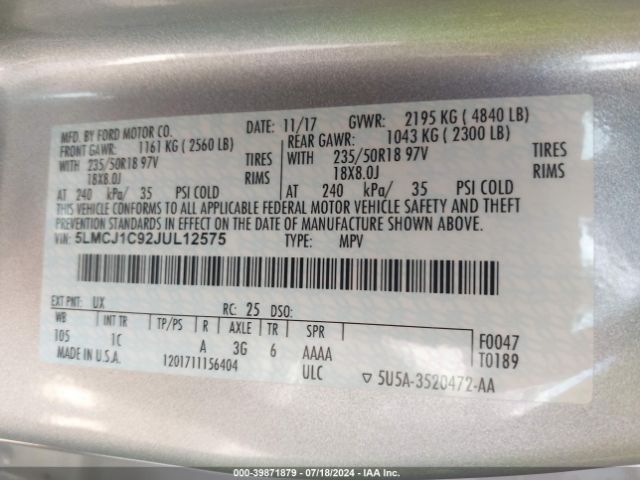 MFD. BY FORD MOTOR CO. DATE: 11/17 GVWR: 2195 KG ( 4840 LB)
FRONT GAWR: 1161 KG ( 2560 LB) REAR GAWR: 1043 KG ( 2300 LB)
WITH 235/50R18 97V TIRES WITH 235/50R18 97V TIRES
18X8.0J RIMS 18X8.0J RIMS
AT 240 kPa/ 35 PSI COLD AT 240 kPa/ 35 PSI COLD
THIS VEHICLE CONFORMS TO ALL APPLICABLE FEDERAL MOTOR VEHICLE SAFETY AND THEFT
PREVENTION STANDARDS IN EFFECT ON THE DATE OF MANUFACTURE SHOWN ABOVE.
VIN: 5LMCJ1C92JUL12575 TYPE: MPV
EXT PNT: UX RC: 25 DSO:
WB INT TR TP/PS R AXLE TR SPR F0047
105 1C A 3G 6 AAAA T0189
MADE IN U.S.A. 1201711156404 ULC ▽ 5U5A-3520472-AA
000-39871879 - 07/18/2024 - IAA Inc.